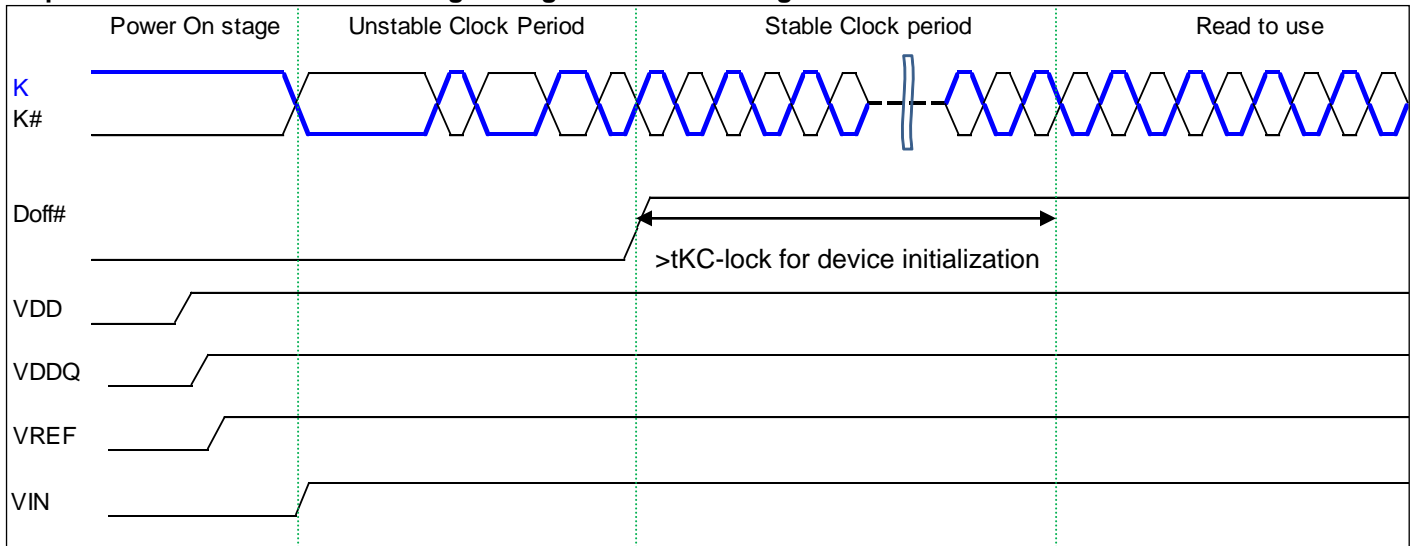 Power On stage Unstable Clock Period Stable Clock period Read to use
K
K#
Doff#
>tKC-lock for device initialization
VDD
VDDQ
VREF
VIN